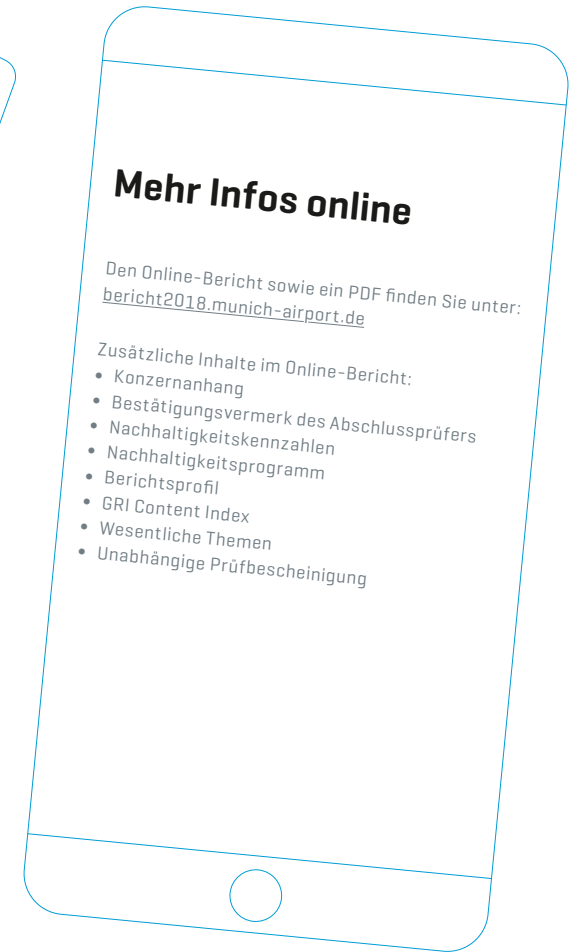 Mehr Infos online
Den Online-Bericht sowie ein PDF finden Sie unter:
bericht2018.munich-airport.de
Zusätzliche Inhalte im Online-Bericht:
• Konzernanhang
• Bestätigungsvermerk des Abschlussprüfers
• Nachhaltigkeitskennzahlen
• Nachhaltigkeitsprogramm
• Berichtsprofil
• GRI Content Index
• Wesentliche Themen
• Unabhängige Prüfbescheinigung